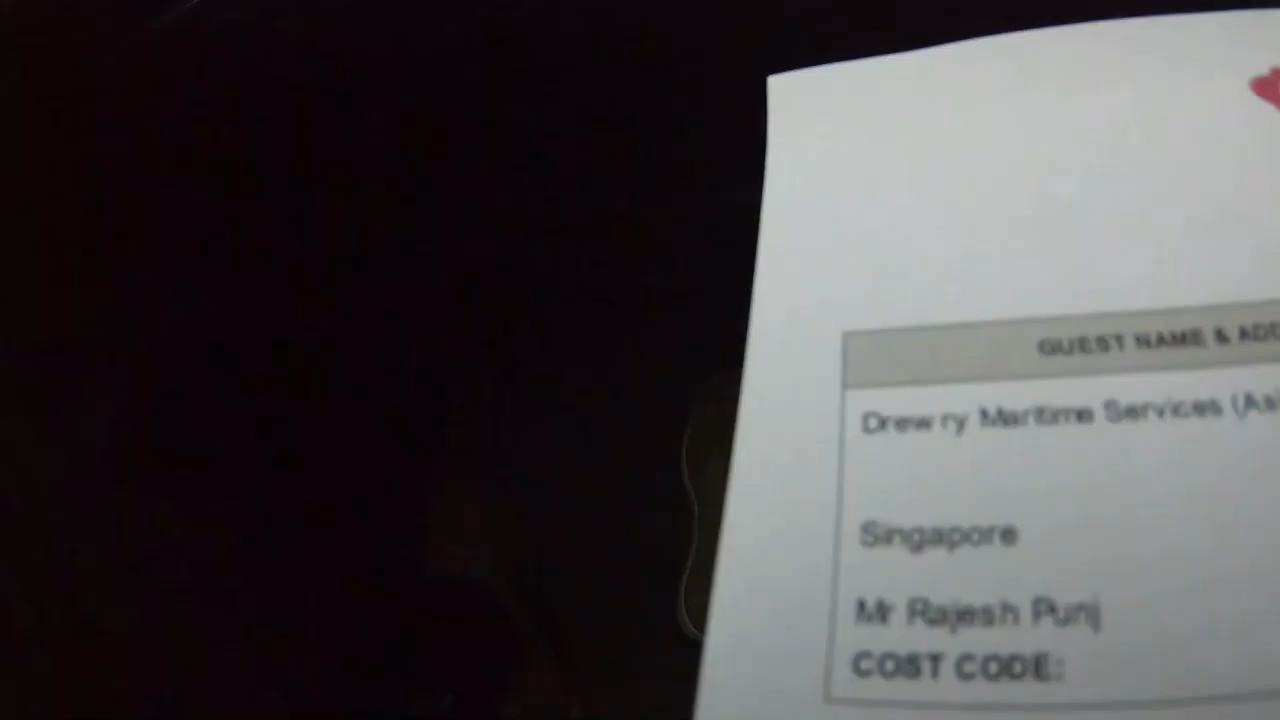 GUEST NAME & ADD
Drewry Maritime Services (As
Singapore
Mr Rajesh Punj
COST CODE: